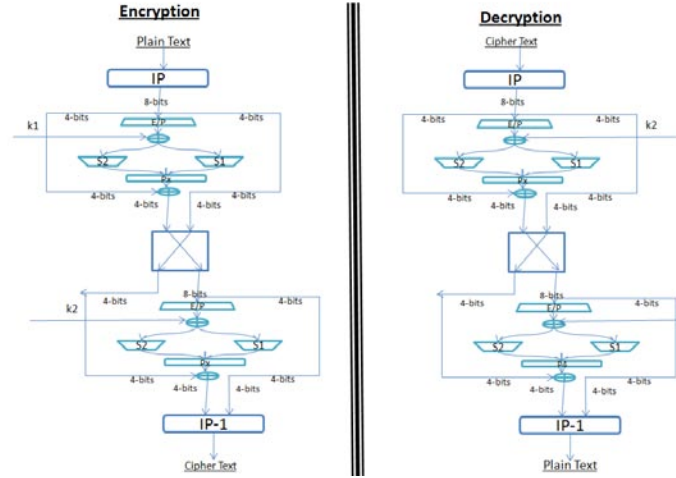 Encryption
Plain Text
IP
8-bits
4-bits
4-bits
E/P
k1
S2
S1
Px
4-bits
4-bits
4-bits
4-bits
4-bits
8-bits
4-bits
E/P
k2
S2
S1
Px
4-bits
4-bits
4-bits
4-bits
IP-1
Cipher Text
Decryption
Cipher Text
IP
8-bits
4-bits
4-bits
E/P
k2
S2
S1
Px
4-bits
4-bits
4-bits
4-bits
4-bits
8-bits
4-bits
E/P
S2
S1
4-bits
4-bits
4-bits
4-bits
IP-1
Plain Text